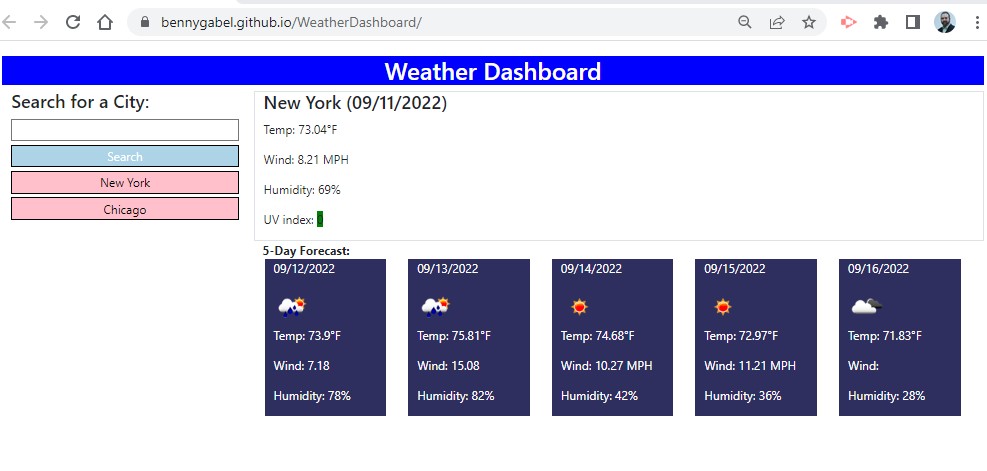 bennygabel.github.io/WeatherDashboard/
Weather Dashboard
Search for a City:
Search
New York
Chicago
New York (09/11/2022)
Temp: 73.04°F
Wind: 8.21 MPH
Humidity: 69%
UV index: 0
5-Day Forecast:
09/12/2022
Temp: 73.9°F
Wind: 7.18
Humidity: 78%
09/13/2022
Temp: 75.81°F
Wind: 15.08
Humidity: 82%
09/14/2022
Temp: 74.68°F
Wind: 10.27 MPH
Humidity: 42%
09/15/2022
Temp: 72.97°F
Wind: 11.21 MPH
Humidity: 36%
09/16/2022
Temp: 71.83°F
Wind:
Humidity: 28%